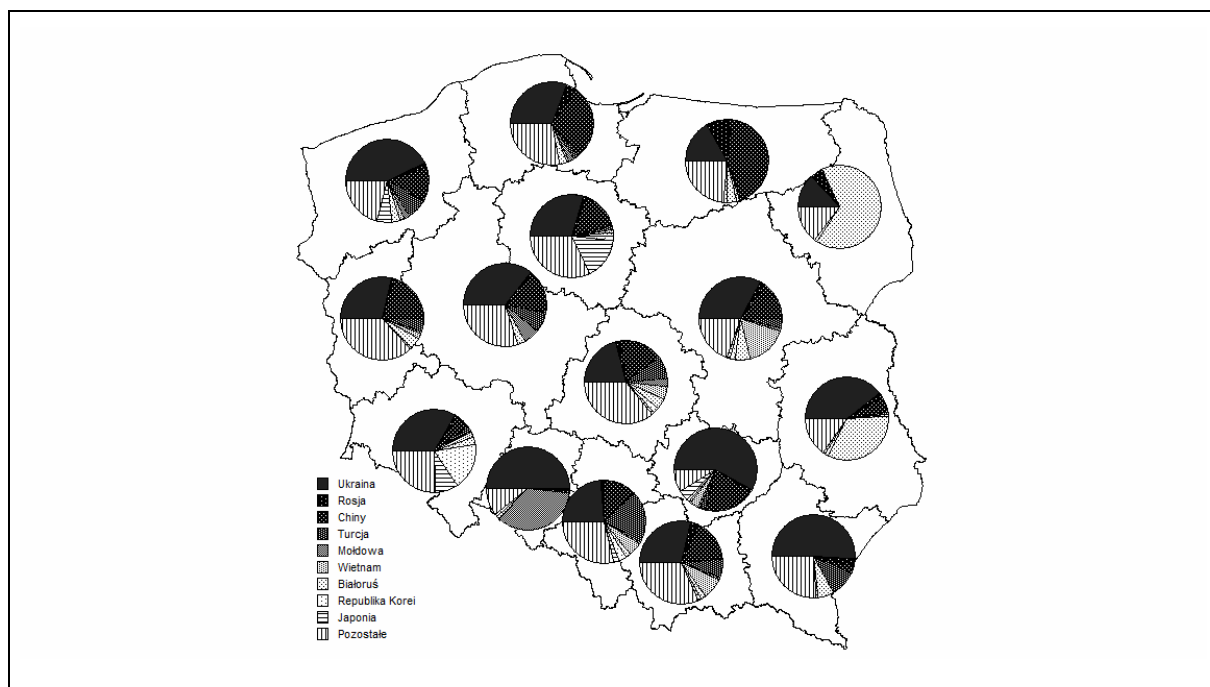 Ukraina
Rosja
Chiny
Turcja
Mołdowa
Wietnam
Białoruś
Republika Korei
Japonia
Pozostałe